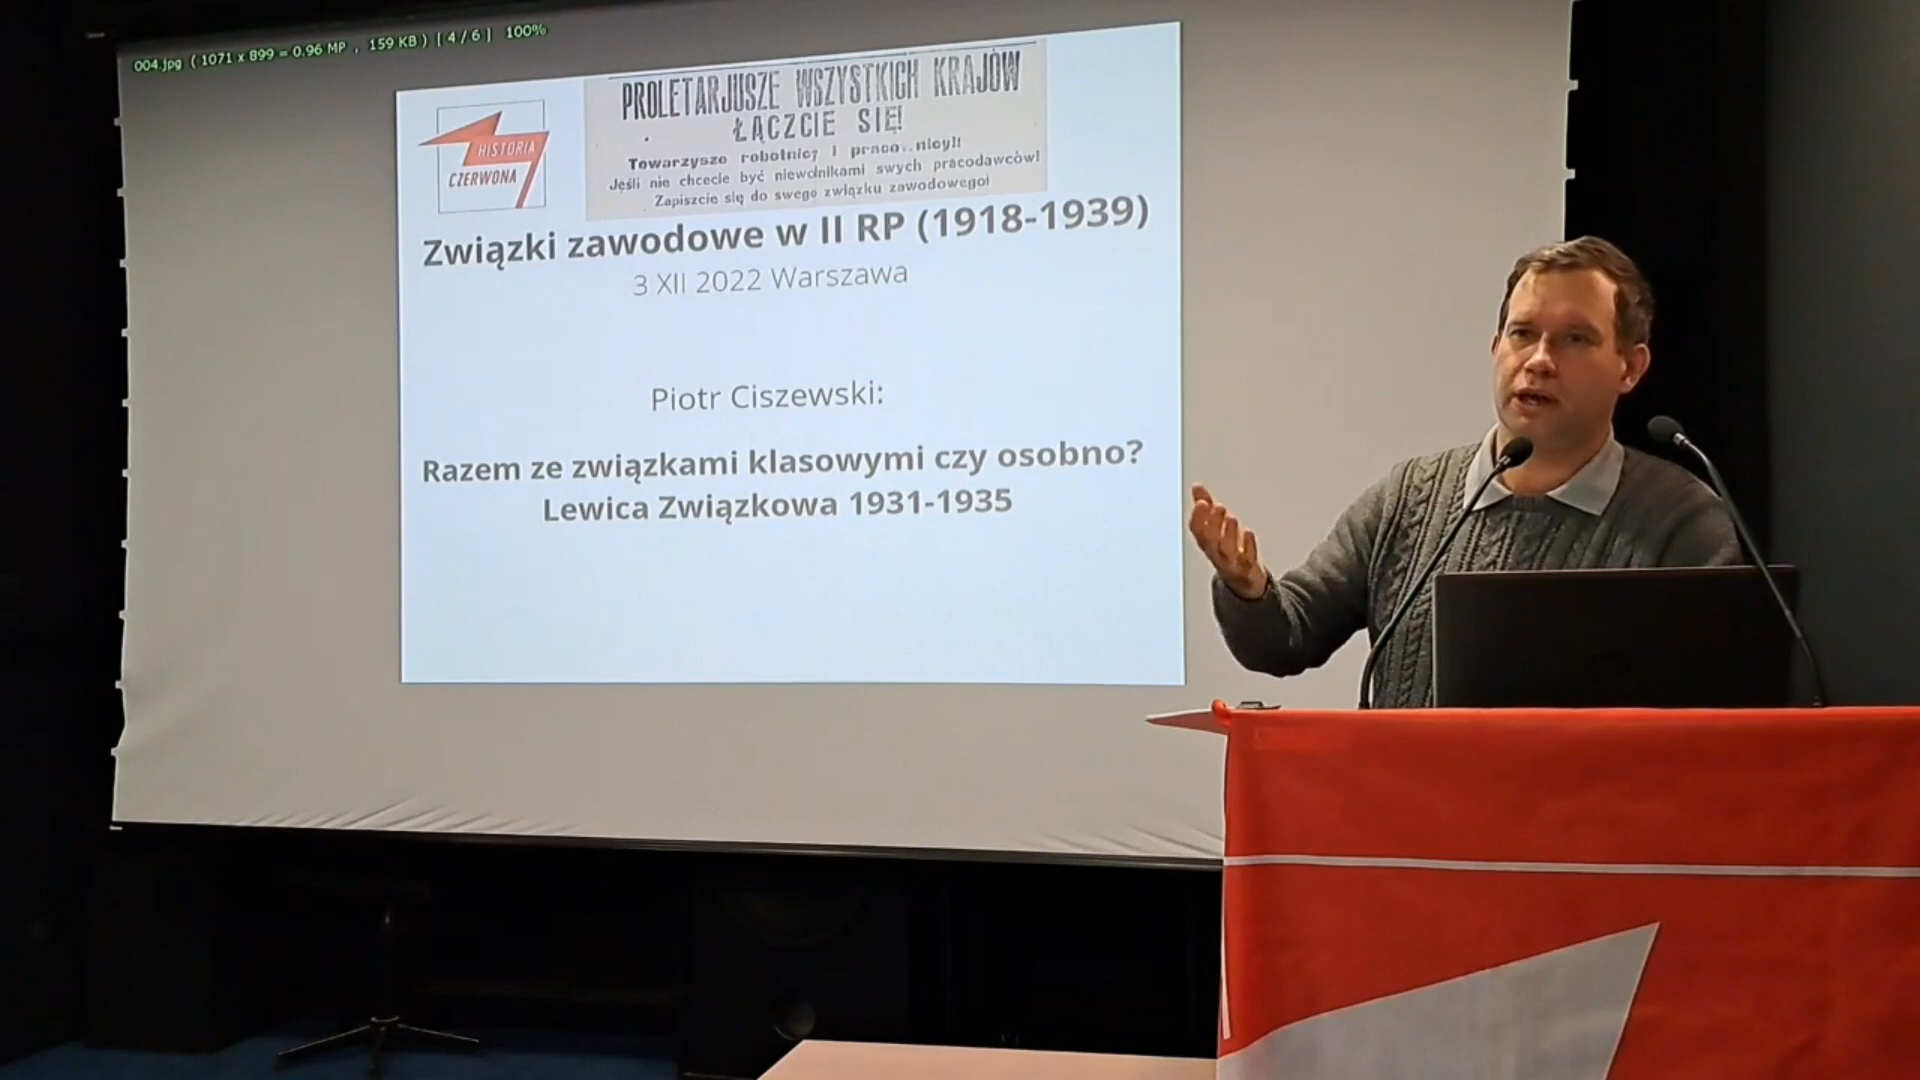 004.jpg ( 1071 x 899 = 0.96 MP , 159 KB ) [ 4 / 6 ] 100%
HISTORIA
CZERWONA
PROLETARJUSZE WSZYSTKICH KRAJÓW
ŁĄCZCIE SIĘ!
Towarzysze robotnicy i praco..nicy!!
Jeśli nie chcecie być niewolnikami swych pracodawców!
Zapiszcie się do swego związku zawodowego!
Związki zawodowe w II RP (1918-1939)
3 XII 2022 Warszawa
Piotr Ciszewski:
Razem ze związkami klasowymi czy osobno?
Lewica Związkowa 1931-1935